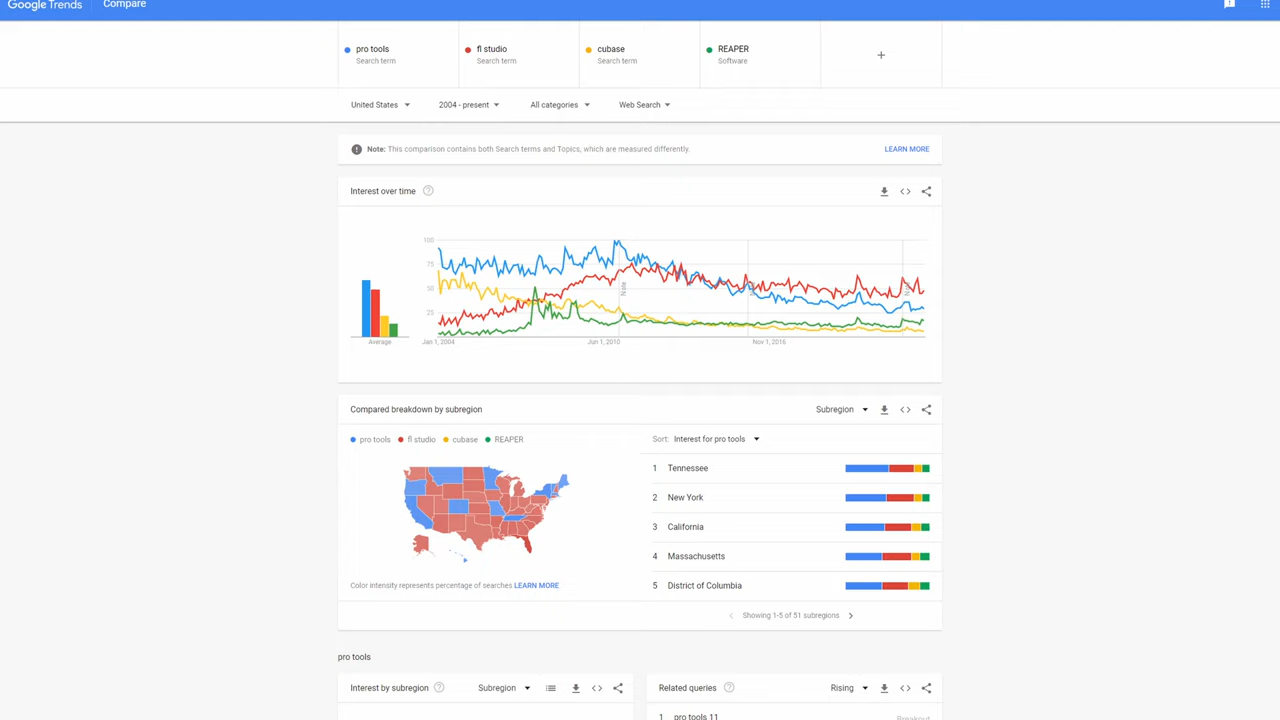 Google Trends Compare
pro tools
Search term
fl studio
Search term
cubase
Search term
REAPER
Software
+
United States 2004 - present All categories Web Search
Note: This comparison contains both Search terms and Topics, which are measured differently. LEARN MORE
Interest over time
100
75
50
25
Note
Average
Jan 1, 2004 Jun 1, 2010 Nov 1, 2016
Compared breakdown by subregion Subregion
pro tools fl studio cubase REAPER
Sort: Interest for pro tools
1 Tennessee
2 New York
3 California
4 Massachusetts
5 District of Columbia
Color intensity represents percentage of searches LEARN MORE
Showing 1-5 of 51 subregions
pro tools
Interest by subregion Subregion
Related queries Rising
1 pro tools 11 Breakout